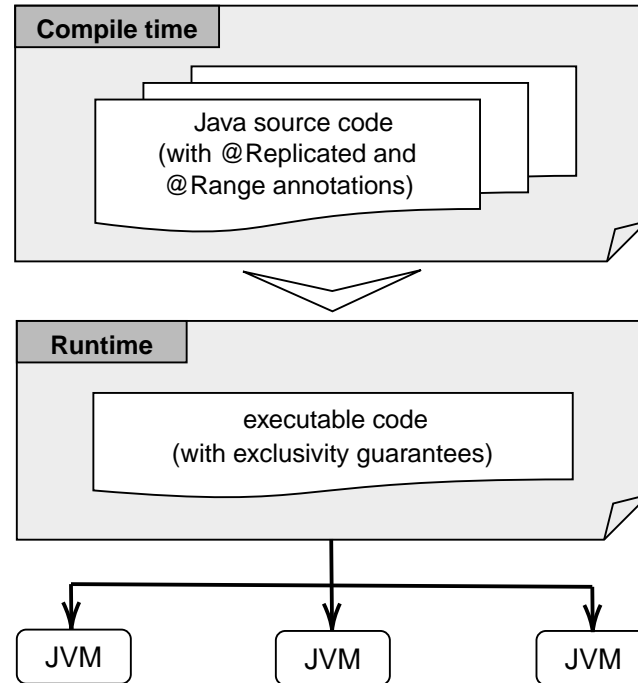 Compile time
Java source code
(with @Replicated and
@Range annotations)
Runtime
executable code
(with exclusivity guarantees)
JVM
JVM
JVM